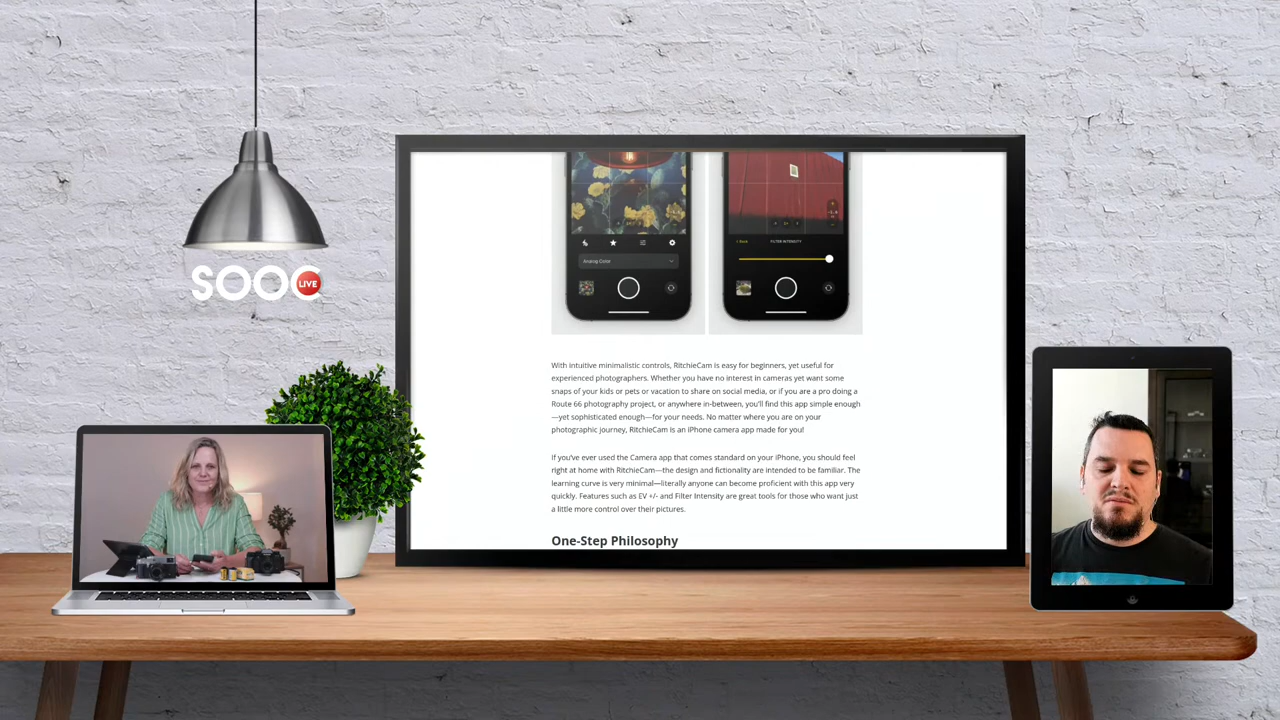 SOOC
LIVE
Analog Color
< Back
FILTER INTENSITY
With intuitive minimalistic controls, RitchieCam is easy for beginners, yet useful for
experienced photographers. Whether you have no interest in cameras yet want some
snaps of your kids or pets or vacation to share on social media, or if you are a pro doing a
Route 66 photography project, or anywhere in-between, you'll find this app simple enough
—yet sophisticated enough—for your needs. No matter where you are on your
photographic journey, RitchieCam is an iPhone camera app made for you!
If you've ever used the Camera app that comes standard on your iPhone, you should feel
right at home with RitchieCam—the design and fictionality are intended to be familiar. The
learning curve is very minimal—literally anyone can become proficient with this app very
quickly. Features such as EV +/- and Filter Intensity are great tools for those who want just
a little more control over their pictures.
One-Step Philosophy